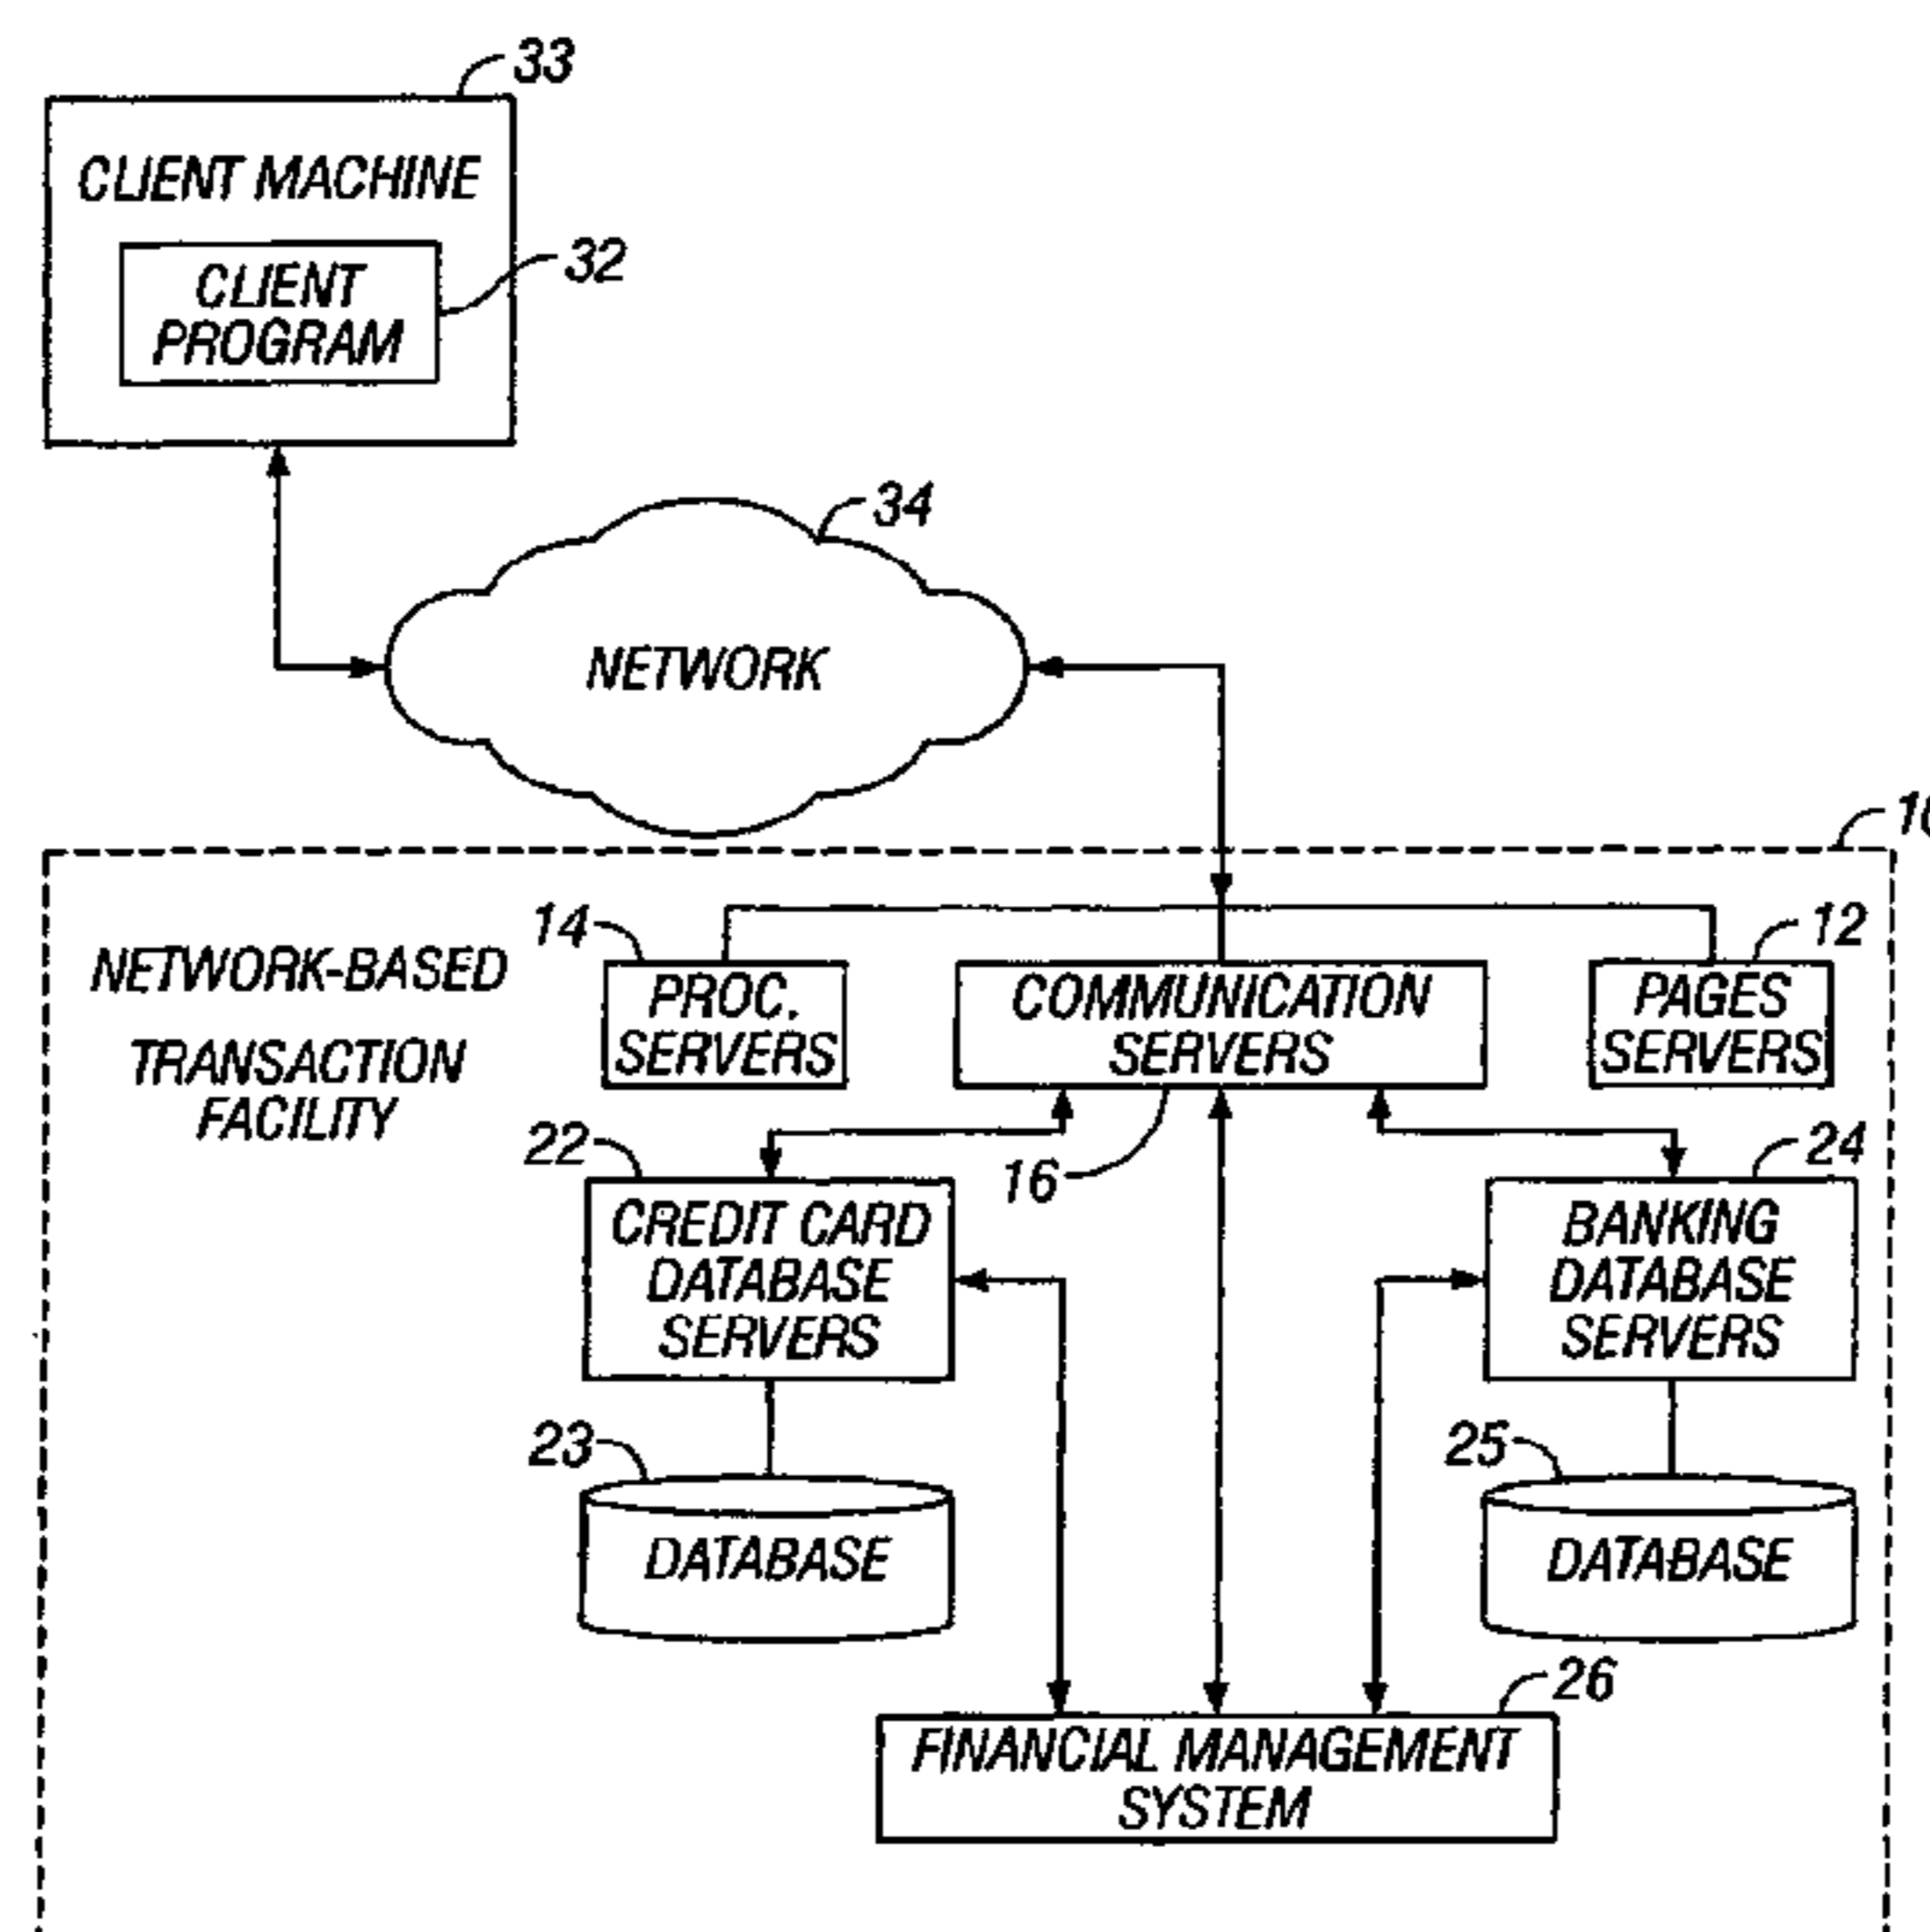 33
CLIENT MACHINE
32
CLIENT
PROGRAM
34
NETWORK
14
12
NETWORK-BASED
TRANSACTION
FACILITY
PROC.
SERVERS
COMMUNICATION
SERVERS
PAGES
SERVERS
22
16
24
CREDIT CARD
DATABASE
SERVERS
BANKING
DATABASE
SERVERS
23
25
DATABASE
DATABASE
26
FINANCIAL MANAGEMENT
SYSTEM